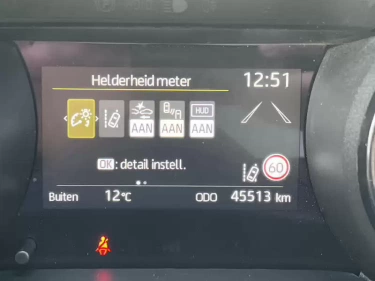 Helderheid meter 12:51
AAN AAN HUD AAN
OK : detail instell.
60
Buiten 12°C ODO 45513 km